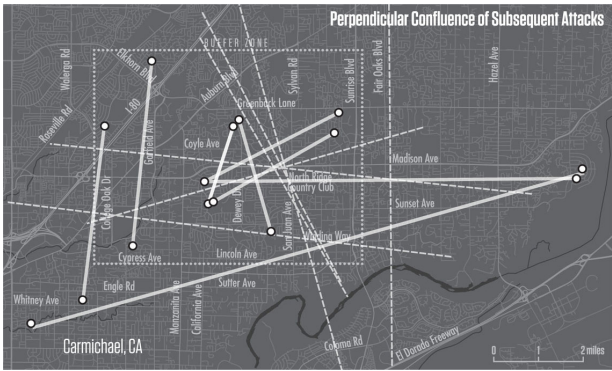 Perpendicular Confluence of Subsequent Attacks
BUFFER ZONE
Walerga Rd
Elkhorn Blvd
I-80
Auburn Blvd
Sylvan Rd
Sunrise Blvd
Fair Oaks Blvd
Hazel Ave
Roseville Rd
Garfield Ave
Greenback Lane
Coyle Ave
Madison Ave
College Oak Dr
North Ridge
Country Club
Dewey Dr
San Juan Ave
Sunset Ave
Winding Way
Cypress Ave
Lincoln Ave
Engle Rd
Sutter Ave
Whitney Ave
Manzanita Ave
California Ave
Carmichael, CA
Coloma Rd
El Dorado Freeway
0 1 2 miles